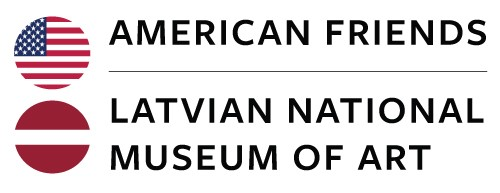 AMERICAN FRIENDS
LATVIAN NATIONAL
MUSEUM OF ART